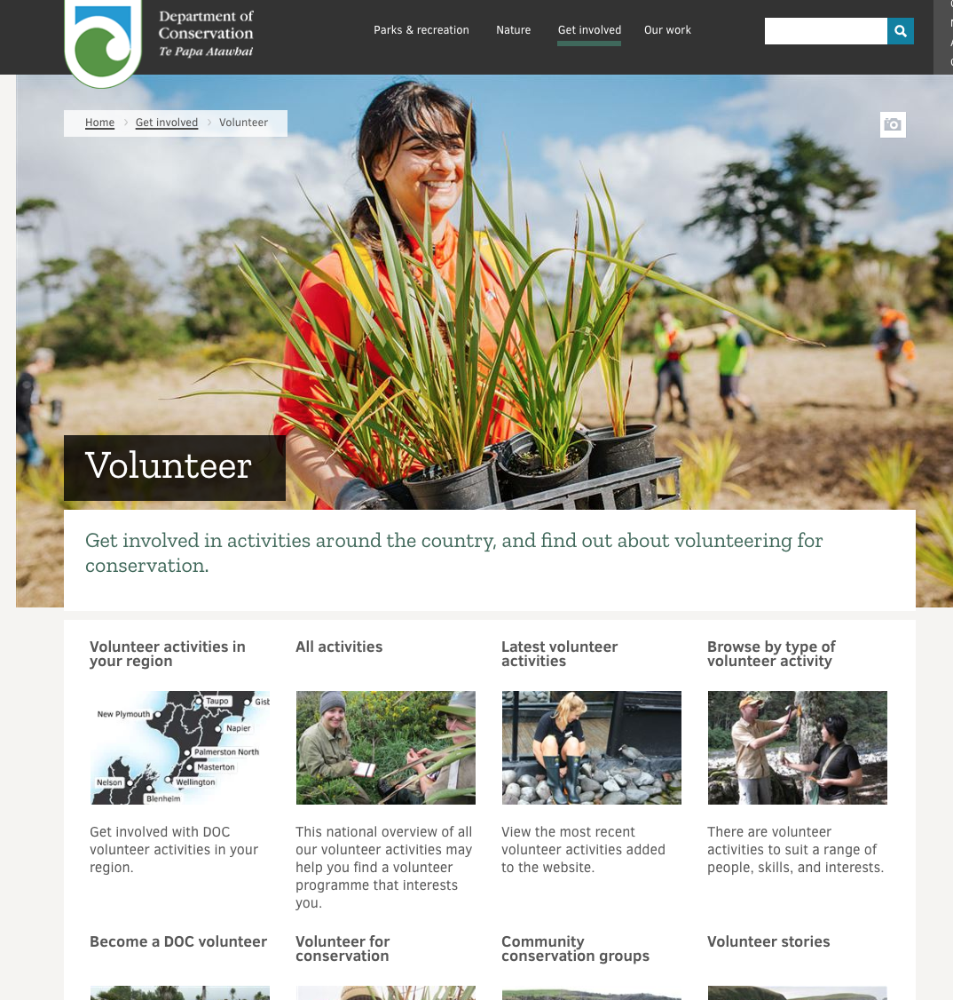 Department of
Conservation
Te Papa Atawhai
Parks & recreation
Nature
Get involved
Our work
Home
Get involved
Volunteer
Volunteer
Get involved in activities around the country, and find out about volunteering for
conservation.
Volunteer activities in
your region
All activities
Latest volunteer
activities
Browse by type of
volunteer activity
Taupo
Gist
New Plymouth
Napier
Palmerston North
Masterton
Nelson
Wellington
Blenheim
Get involved with DOC
volunteer activities in your
region.
This national overview of all
our volunteer activities may
help you find a volunteer
programme that interests
you.
View the most recent
volunteer activities added
to the website.
There are volunteer
activities to suit a range of
people, skills, and interests.
Become a DOC volunteer
Volunteer for
conservation
Community
conservation groups
Volunteer stories